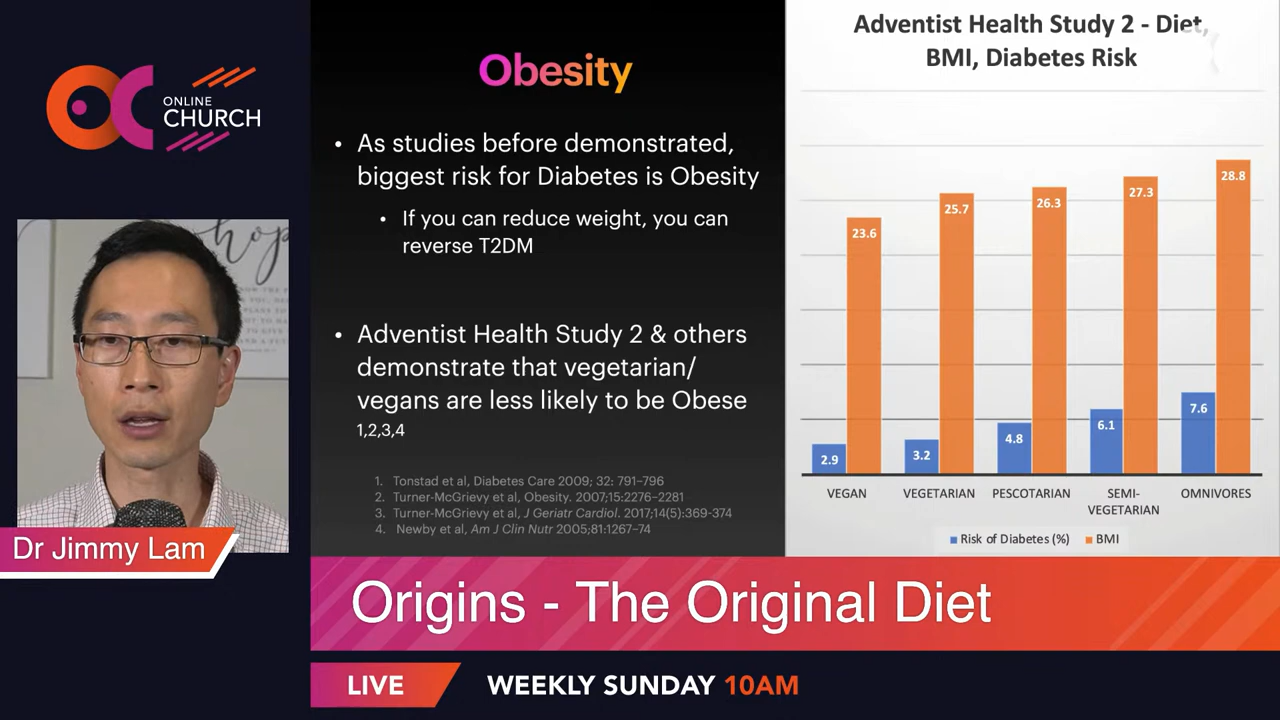 ONLINE
CHURCH
Dr Jimmy Lam
Obesity
• As studies before demonstrated,
biggest risk for Diabetes is Obesity
• If you can reduce weight, you can
reverse T2DM
• Adventist Health Study 2 & others
demonstrate that vegetarian/
vegans are less likely to be Obese
1,2,3,4
1. Tonstad et al, Diabetes Care 2009; 32: 791–796
2. Turner-McGrievy et al, Obesity. 2007;15:2276–2281
3. Turner-McGrievy et al, J Geriatr Cardiol. 2017;14(5):369-374
4. Newby et al, Am J Clin Nutr 2005;81:1267–74
Adventist Health Study 2 - Diet,
BMI, Diabetes Risk
23.6
25.7
26.3
27.3
28.8
2.9
3.2
4.8
6.1
7.6
VEGAN
VEGETARIAN
PESCOTARIAN
SEMI-
VEGETARIAN
OMNIVORES
Risk of Diabetes (%)
BMI
Origins - The Original Diet
LIVE
WEEKLY SUNDAY 10AM